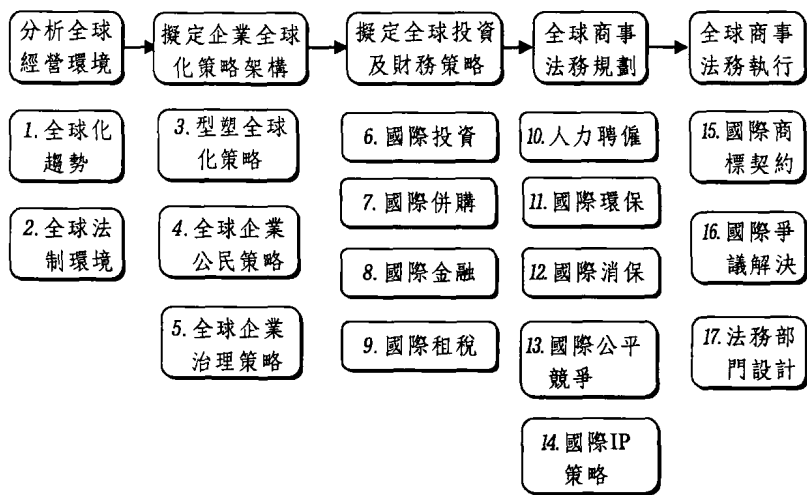 分析全球
經營環境
擬定企業全球
化策略架構
擬定全球投資
及財務策略
全球商事
法務規劃
全球商事
法務執行
1.全球化
趨勢
2.全球法
制環境
3.型塑全球
化策略
4.全球企業
公民策略
5.全球企業
治理策略
6.國際投資
7.國際併購
8.國際金融
9.國際租稅
10.人力聘僱
11.國際環保
12.國際消保
13.國際公平
競爭
14.國際IP
策略
15.國際商
標契約
16.國際爭
議解決
17.法務部
門設計